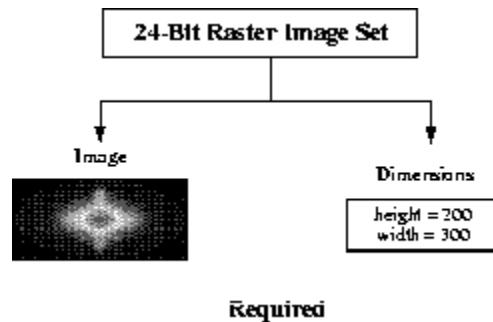 24-Bit Raster Image Set
Image
Dimensions
height = 200
width = 300
Required